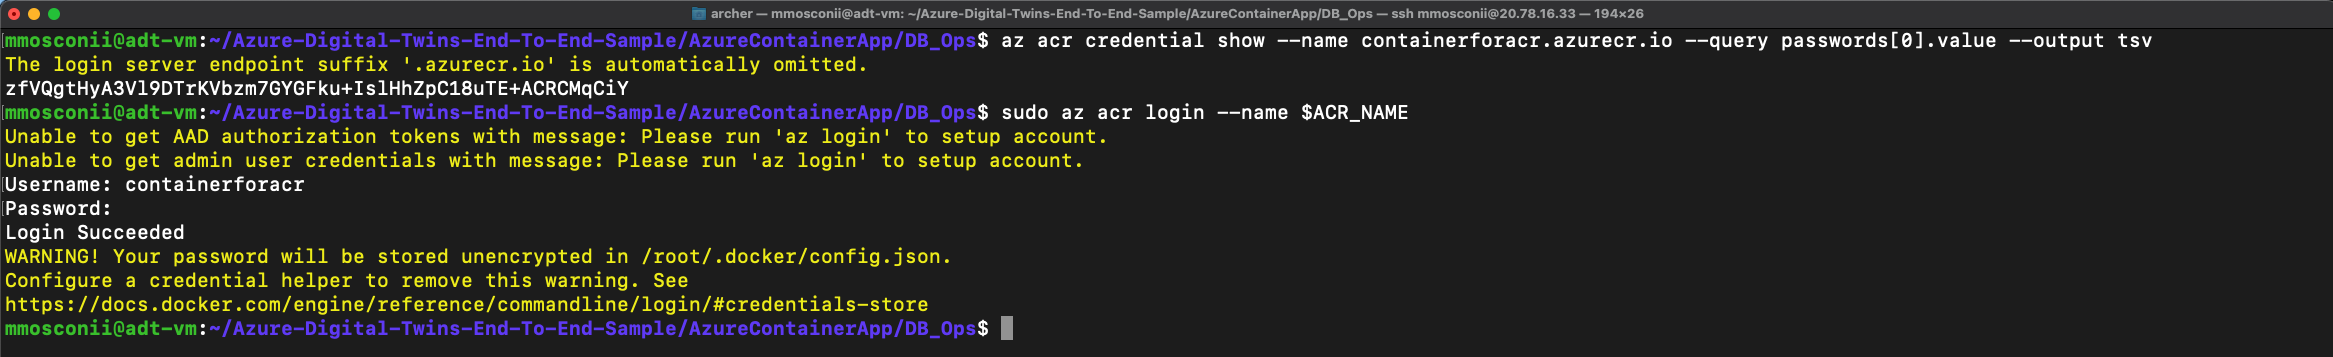 archer — mmosconii@adt-vm: ~/Azure-Digital-Twins-End-To-End-Sample/AzureContainerApp/DB_Ops — ssh mmosconii@20.78.16.33 — 194×26
mmosconii@adt-vm:~/Azure-Digital-Twins-End-To-End-Sample/AzureContainerApp/DB_Ops$ az acr credential show --name containerforacr.azurecr.io --query passwords[0].value --output tsv
The login server endpoint suffix '.azurecr.io' is automatically omitted.
zfVQgtHyA3Vl9DTrKVbzm7GYGFku+IslHhZpC18uTE+ACRCMqCiY
mmosconii@adt-vm:~/Azure-Digital-Twins-End-To-End-Sample/AzureContainerApp/DB_Ops$ sudo az acr login --name $ACR_NAME
Unable to get AAD authorization tokens with message: Please run 'az login' to setup account.
Unable to get admin user credentials with message: Please run 'az login' to setup account.
Username: containerforacr
Password:
Login Succeeded
WARNING! Your password will be stored unencrypted in /root/.docker/config.json.
Configure a credential helper to remove this warning. See
https://docs.docker.com/engine/reference/commandline/login/#credentials-store
mmosconii@adt-vm:~/Azure-Digital-Twins-End-To-End-Sample/AzureContainerApp/DB_Ops$